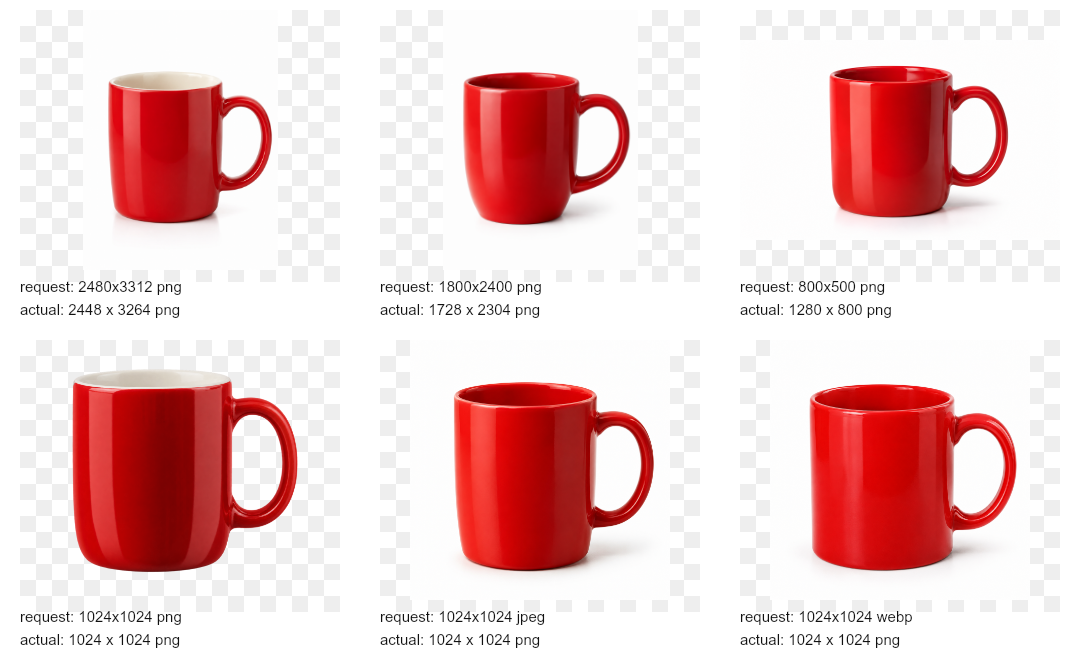 request: 2480x3312 png
actual: 2448 x 3264 png
request: 1800x2400 png
actual: 1728 x 2304 png
request: 800x500 png
actual: 1280 x 800 png
request: 1024x1024 png
actual: 1024 x 1024 png
request: 1024x1024 jpeg
actual: 1024 x 1024 png
request: 1024x1024 webp
actual: 1024 x 1024 png